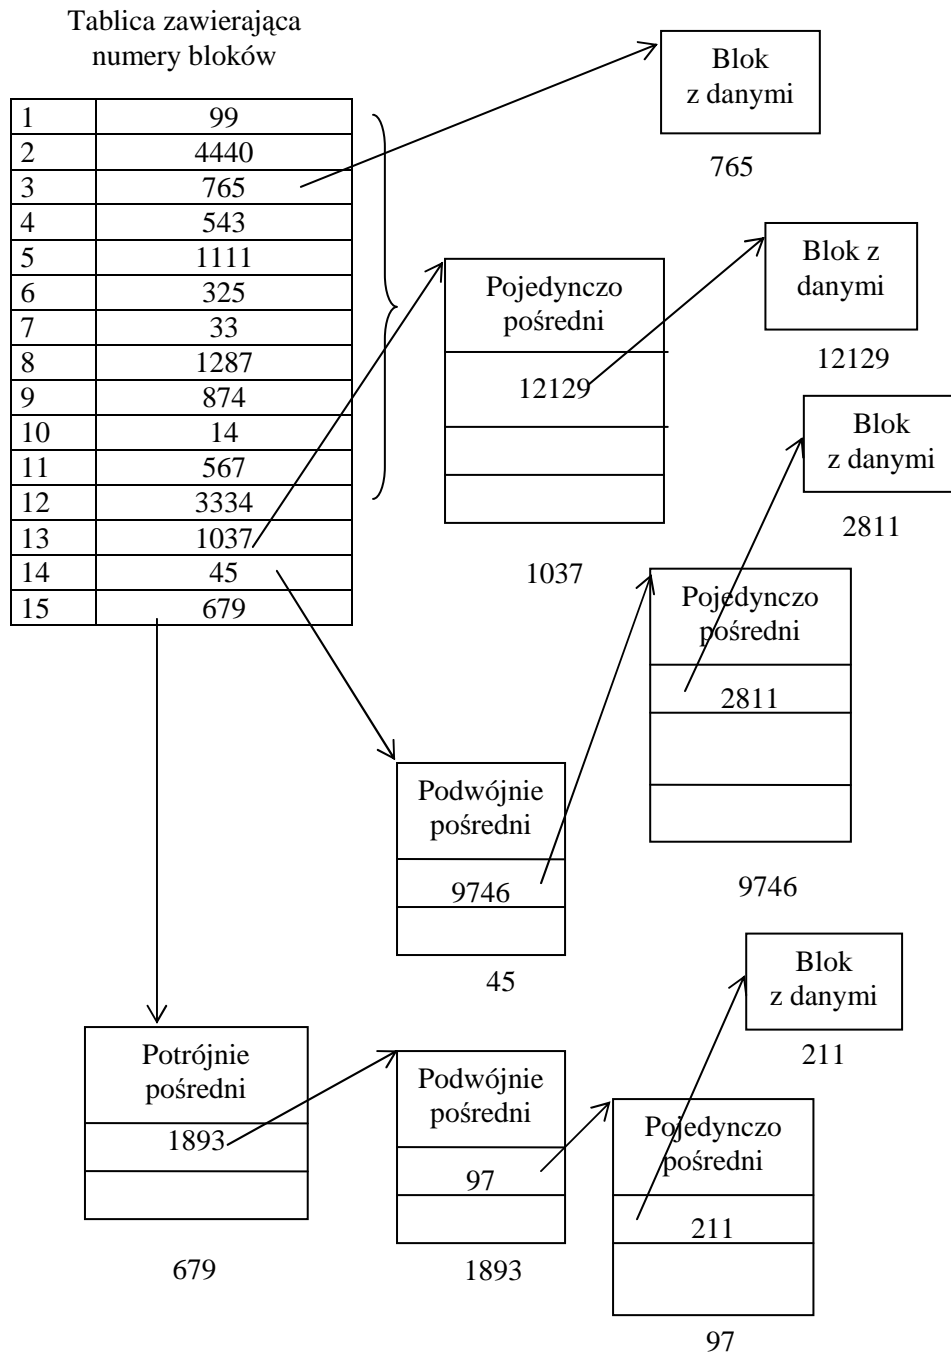 Tablica zawierająca
numery bloków
1 99
2 4440
3 765
4 543
5 1111
6 325
7 33
8 1287
9 874
10 14
11 567
12 3334
13 1037
14 45
15 679
Blok
z danymi
765
Pojedynczo
pośredni
12129
1037
Blok z
danymi
12129
Blok
z danymi
2811
Pojedynczo
pośredni
2811
9746
Podwójnie
pośredni
9746
45
Blok
z danymi
211
Potrójnie
pośredni
1893
679
Podwójnie
pośredni
97
1893
Pojedynczo
pośredni
211
97